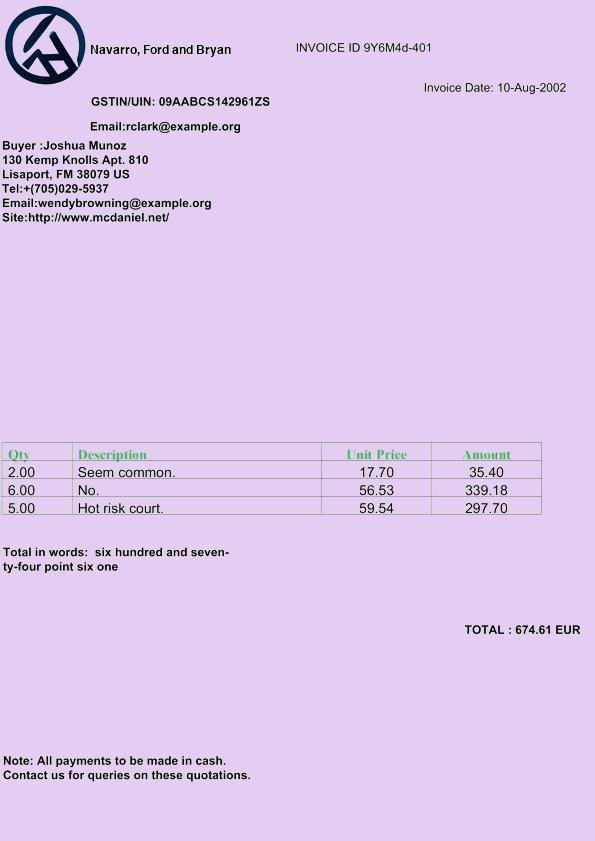 Navarro, Ford and Bryan
INVOICE ID 9Y6M4d-401
Invoice Date: 10-Aug-2002
GSTIN/UIN: 09AABCS142961ZS
Email:rclark@example.org
Buyer :Joshua Munoz
130 Kemp Knolls Apt. 810
Lisaport, FM 38079 US
Tel:+(705)029-5937
Email:wendybrowning@example.org
Site:http://www.mcdaniel.net/
Qty Description Unit Price Amount
2.00 Seem common. 17.70 35.40
6.00 No. 56.53 339.18
5.00 Hot risk court. 59.54 297.70
Total in words:  six hundred and seven-
ty-four point six one
TOTAL : 674.61 EUR
Note: All payments to be made in cash.
Contact us for queries on these quotations.